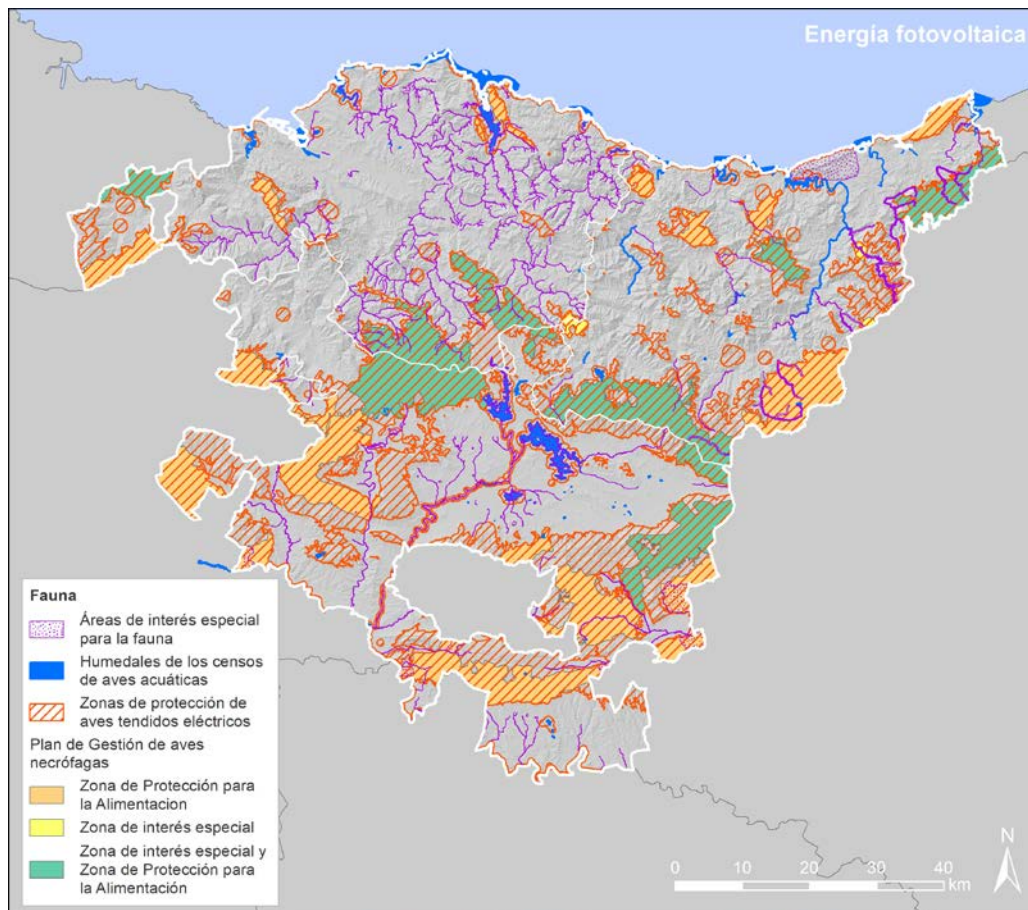 Energía fotovoltaica
Fauna
Áreas de interés especial
para la fauna
Humedales de los censos
de aves acuáticas
Zonas de protección de
aves tendidos eléctricos
Plan de Gestión de aves
necrófagas
Zona de Protección para
la Alimentacion
Zona de interés especial
Zona de interés especial y
Zona de Protección para
la Alimentación
N
0 10 20 30 40
km